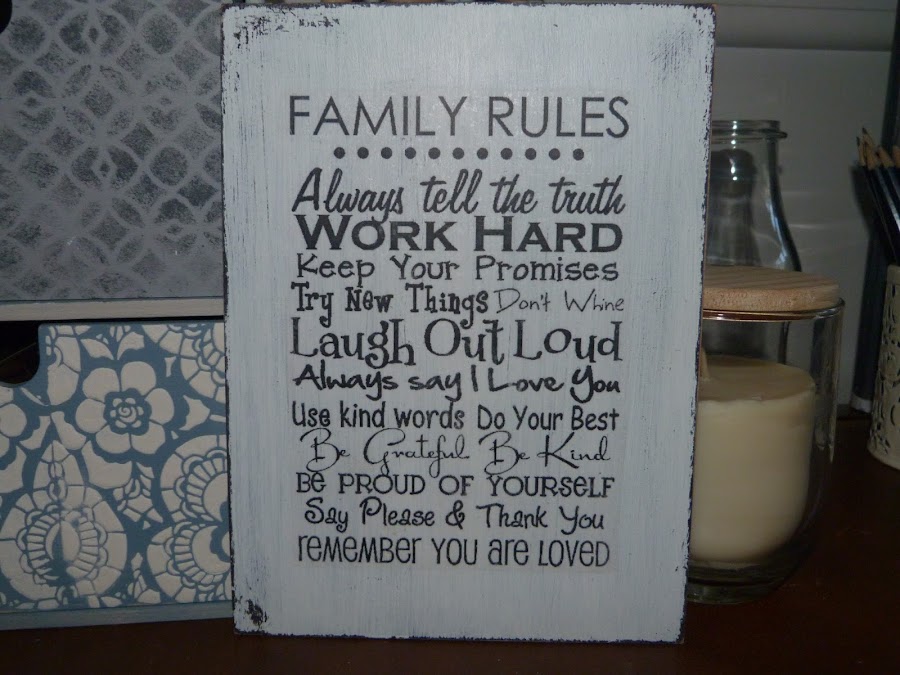 FAMILY RULES
Always tell the truth
WORK HARD
Keep Your Promises
Try New Things Don't Whine
Laugh Out Loud
Always say I Love You
Use kind words Do Your Best
Be Grateful Be Kind
BE PROUD OF YOURSELF
Say Please & Thank You
REMEMBER YOU ARE LOVED